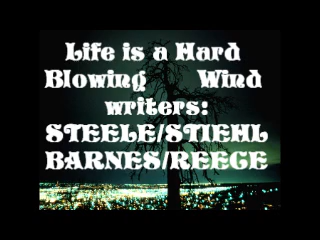 Life is a Hard
Blowing Wind
writers:
STEELE/STIEHL
BARNES/REECE